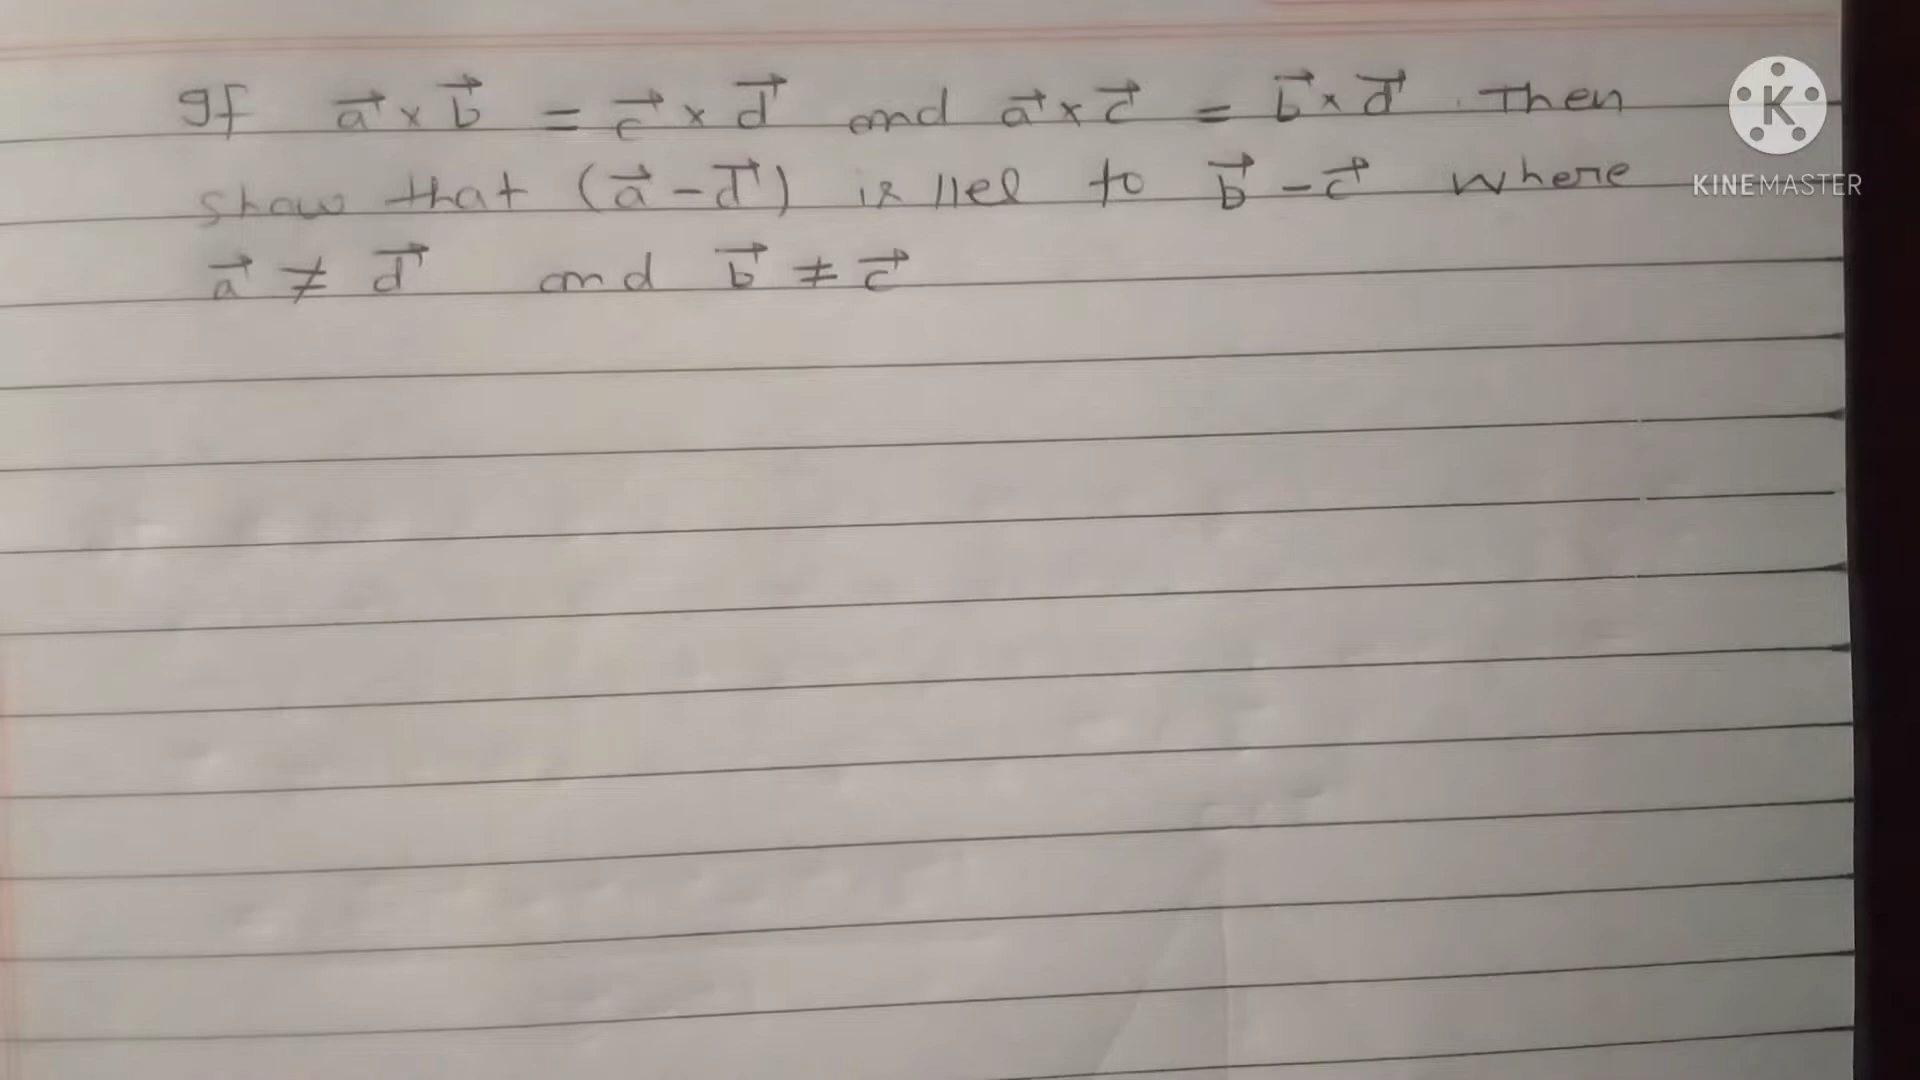 If a⃗ × b⃗ = c⃗ × d⃗ and a⃗ × c⃗ = b⃗ × d⃗. Then
show that (a⃗ - d⃗) is llel to b⃗ - c⃗ where
a⃗ ≠ d⃗ and b⃗ ≠ c⃗
K
KINEMASTER